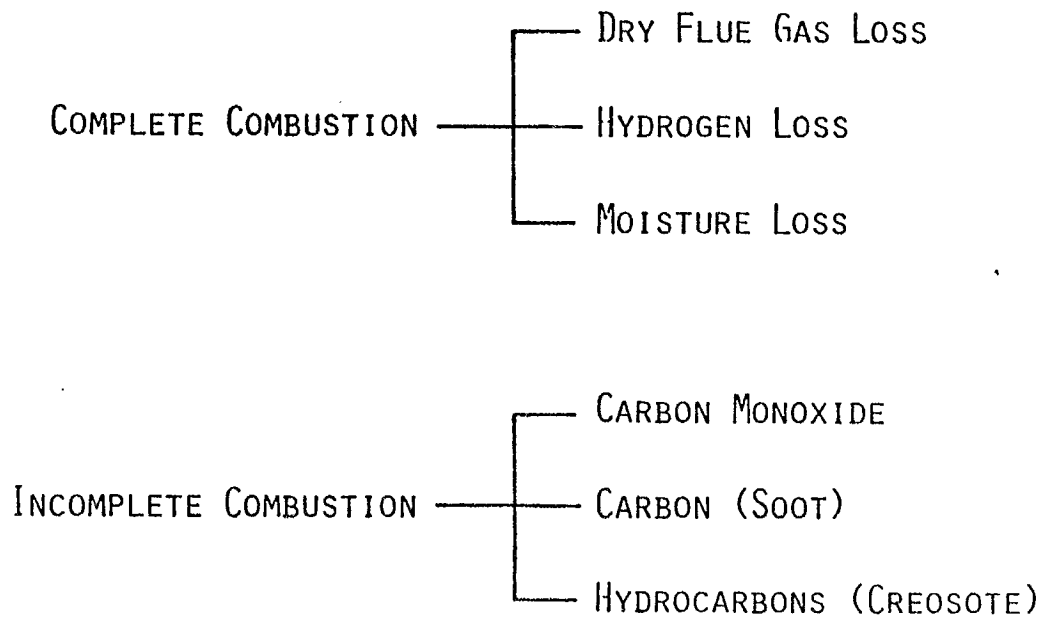 DRY FLUE GAS LOSS
COMPLETE COMBUSTION
HYDROGEN LOSS
MOISTURE LOSS
CARBON MONOXIDE
INCOMPLETE COMBUSTION
CARBON (SOOT)
HYDROCARBONS (CREOSOTE)